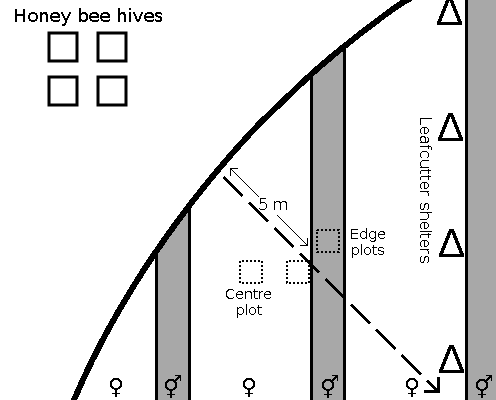 Honey bee hives
Leafcutter shelters
5 m
Edge
plots
Centre
plot
♀ ⚥ ♀ ⚥ ♀ ⚥